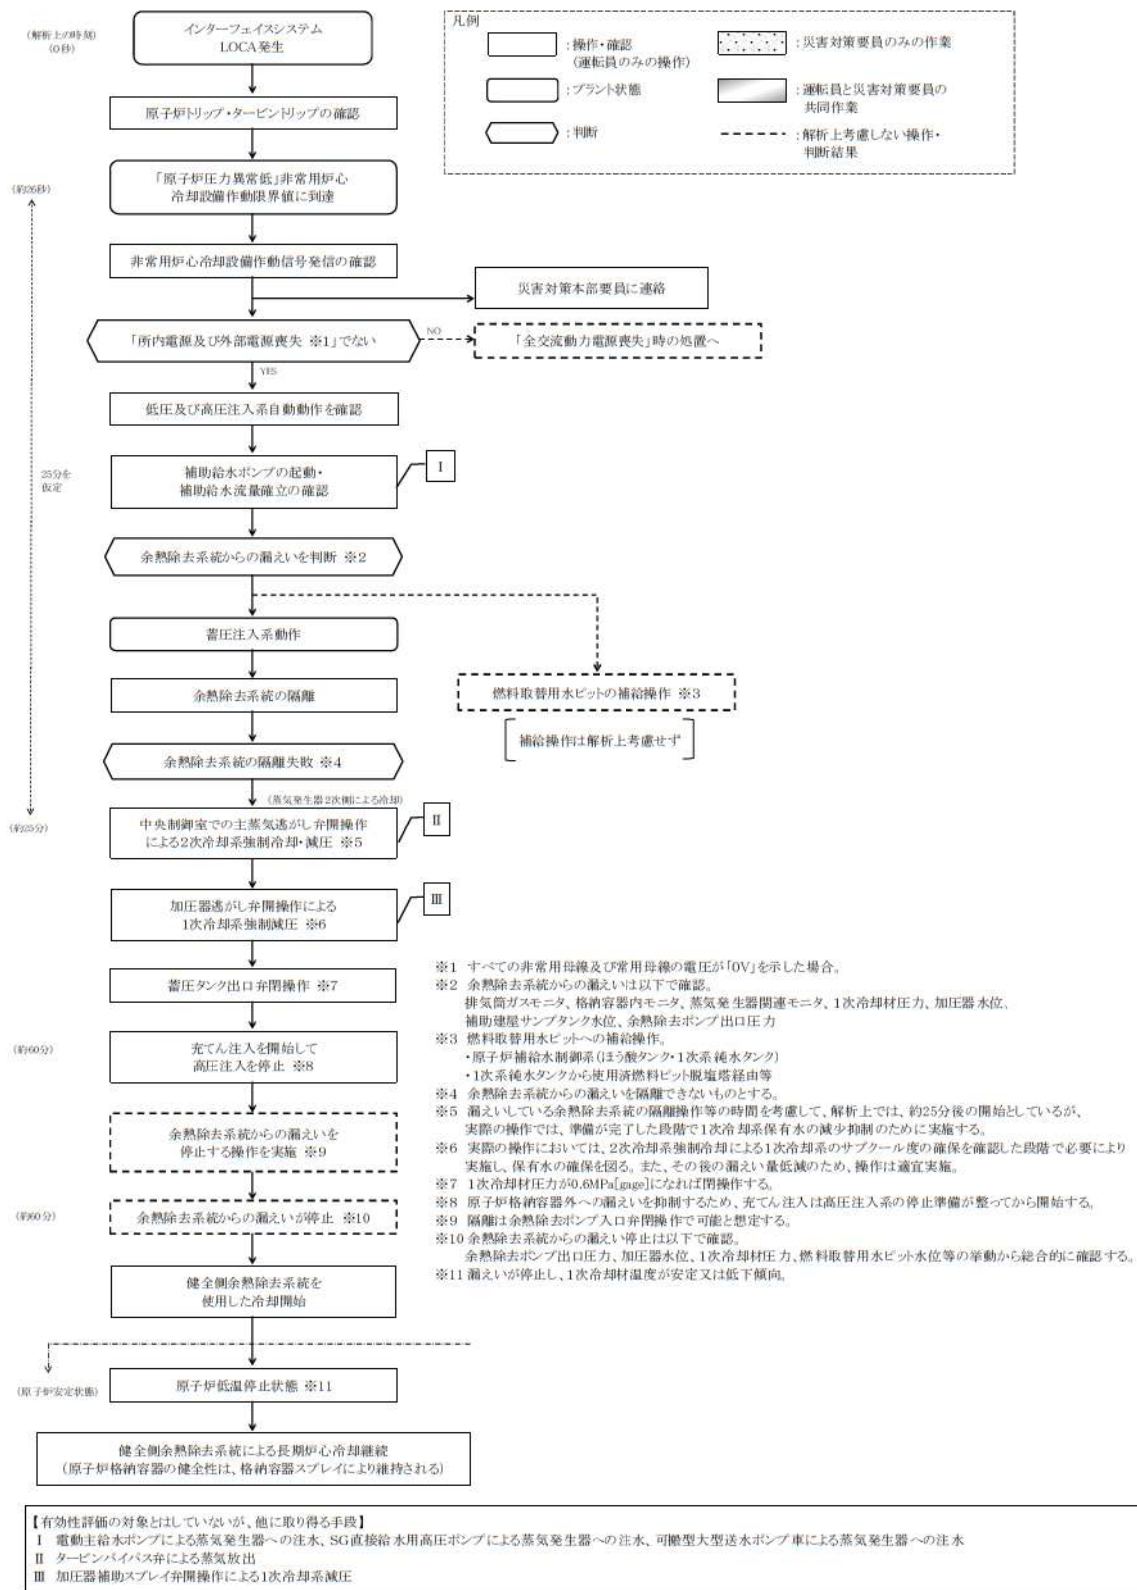 (解析上の時刻)
(0秒)
インターフェイスシステム
LOCA発生
凡例
:操作・確認
(運転員のみの操作)
:災害対策要員のみの作業
:プラント状態
:運転員と災害対策要員の
共同作業
:判断
:解析上考慮しない操作・
判断結果
原子炉トリップ・タービントリップの確認
(約26秒)
「原子炉圧力異常低」非常用炉心
冷却設備作動限界値に到達
非常用炉心冷却設備作動信号発信の確認
災害対策本部要員に連絡
「所内電源及び外部電源喪失 ※1」でない
NO
「全交流動力電源喪失」時の処置へ
YES
低圧及び高圧注入系自動動作を確認
25分を
仮定
補助給水ポンプの起動・
補助給水流量確立の確認
I
余熱除去系統からの漏えいを判断 ※2
蓄圧注入系動作
余熱除去系統の隔離
燃料取替用水ピットの補給操作 ※3
補給操作は解析上考慮せず
余熱除去系統の隔離失敗 ※4
(蒸気発生器2次側による冷却)
(約25分)
中央制御室での主蒸気逃がし弁開操作
による2次冷却系強制冷却・減圧 ※5
II
加圧器逃がし弁開操作による
1次冷却系強制減圧 ※6
III
蓄圧タンク出口弁閉操作 ※7
(約60分)
充てん注入を開始して
高圧注入を停止 ※8
余熱除去系統からの漏えいを
停止する操作を実施 ※9
(約60分)
余熱除去系統からの漏えいが停止 ※10
健全側余熱除去系統を
使用した冷却開始
(原子炉安定状態)
原子炉低温停止状態 ※11
健全側余熱除去系統による長期炉心冷却継続
(原子炉格納容器の健全性は、格納容器スプレイにより維持される)
※1 すべての非常用母線及び常用母線の電圧が「0V」を示した場合。
※2 余熱除去系統からの漏えいは以下で確認。
排気筒ガスモニタ、格納容器内モニタ、蒸気発生器関連モニタ、1次冷却材圧力、加圧器水位、
補助建屋サンプタンク水位、余熱除去ポンプ出口圧力
※3 燃料取替用水ピットへの補給操作。
・原子炉補給水制御系(ほう酸タンク・1次系純水タンク)
・1次系純水タンクから使用済燃料ピット脱塩塔経由等
※4 余熱除去系統からの漏えいを隔離できないものとする。
※5 漏えいしている余熱除去系統の隔離操作等の時間を考慮して、解析上では、約25分後の開始としているが、
実際の操作では、準備が完了した段階で1次冷却系保有水の減少抑制のために実施する。
※6 実際の操作においては、2次冷却系強制冷却による1次冷却系のサブクール度の確保を確認した段階で必要により
実施し、保有水の確保を図る。また、その後の漏えい量低減のため、操作は適宜実施。
※7 1次冷却材圧力が0.6MPa[gage]になれば閉操作する。
※8 原子炉格納容器外への漏えいを抑制するため、充てん注入は高圧注入系の停止準備が整ってから開始する。
※9 隔離は余熱除去ポンプ入口弁閉操作で可能と想定する。
※10 余熱除去系統からの漏えい停止は以下で確認。
余熱除去ポンプ出口圧力、加圧器水位、1次冷却材圧力、燃料取替用水ピット水位等の挙動から総合的に確認する。
※11 漏えいが停止し、1次冷却材温度が安定又は低下傾向。
【有効性評価の対象とはしていないが、他に取り得る手段】
I 電動主給水ポンプによる蒸気発生器への注水、SG直接給水用高圧ポンプによる蒸気発生器への注水、可搬型大型送水ポンプ車による蒸気発生器への注水
II タービンバイパス弁による蒸気放出
III 加圧器補助スプレイ弁開操作による1次冷却系減圧